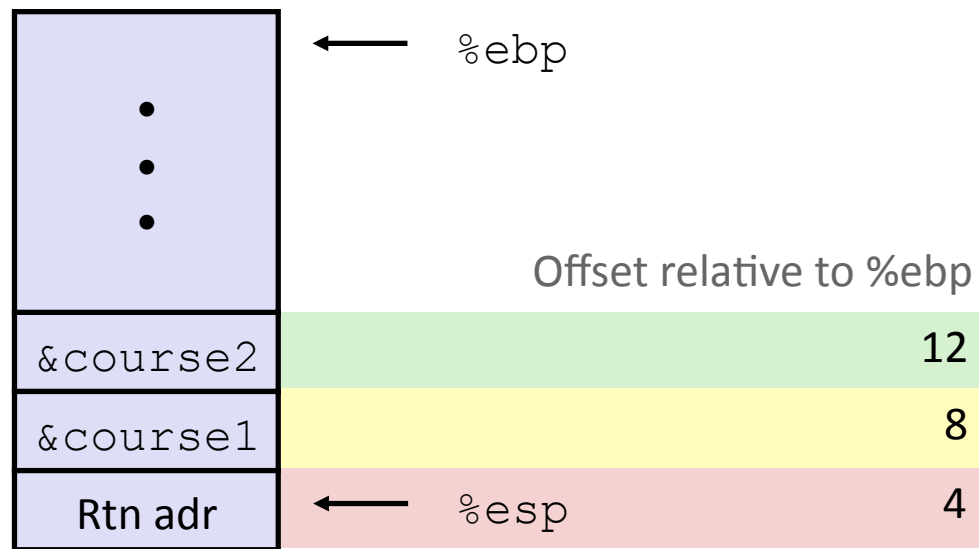 %ebp
Offset relative to %ebp
&course2 12
&course1 8
Rtn adr %esp 4